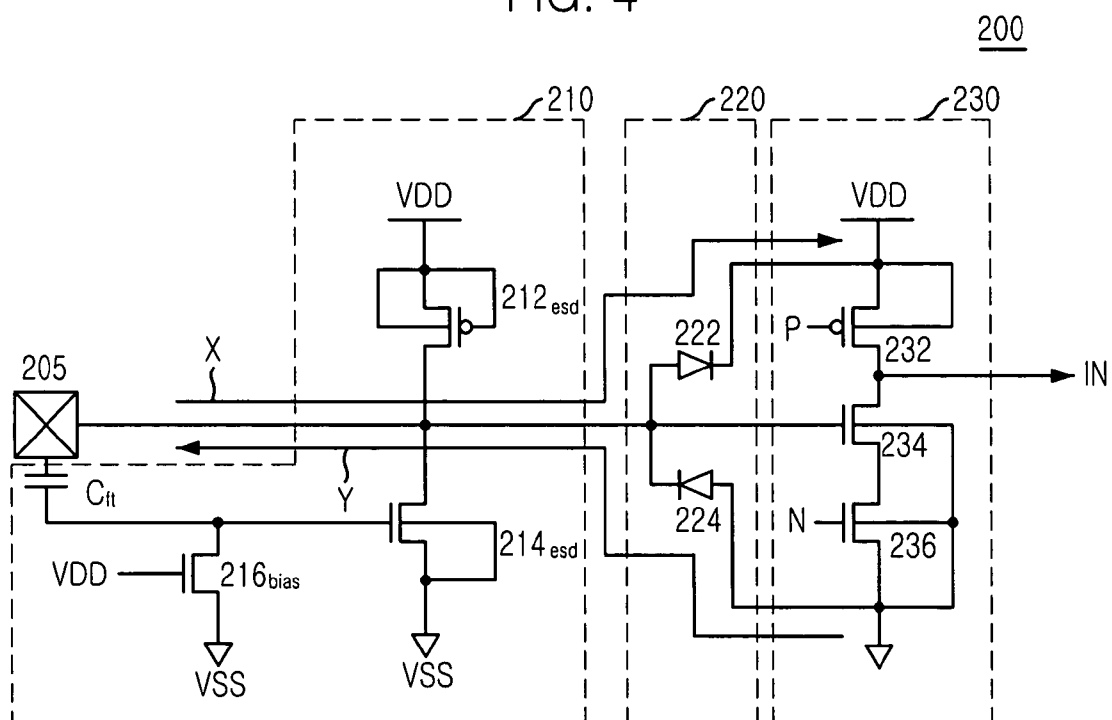 FIG. 4
200
210
220
230
VDD
VDD
212esd
P
222
232
X
205
IN
234
Cft
Y
224
N
236
214esd
VDD
216bias
VSS
VSS